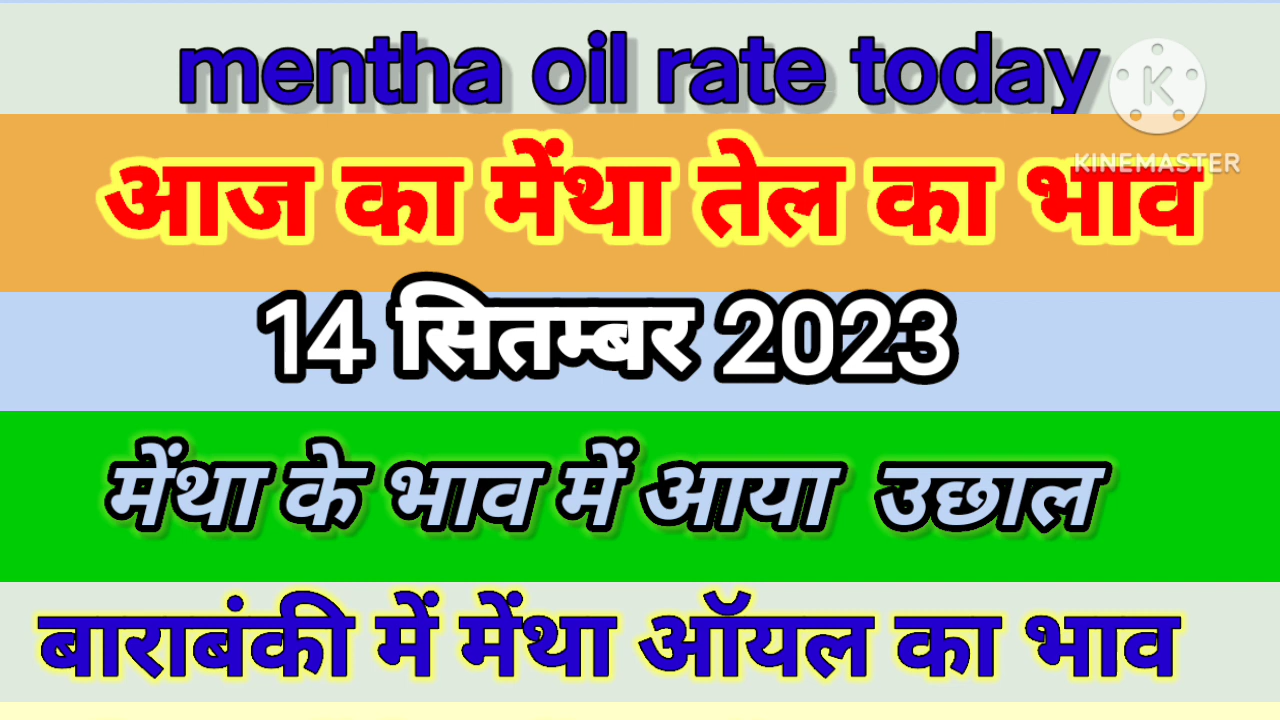 mentha oil rate today
K
KINEMASTER
आज का मेंथा तेल का भाव
14 सितम्बर 2023
मेंथा के भाव में आया उछाल
बाराबंकी में मेंथा ऑयल का भाव